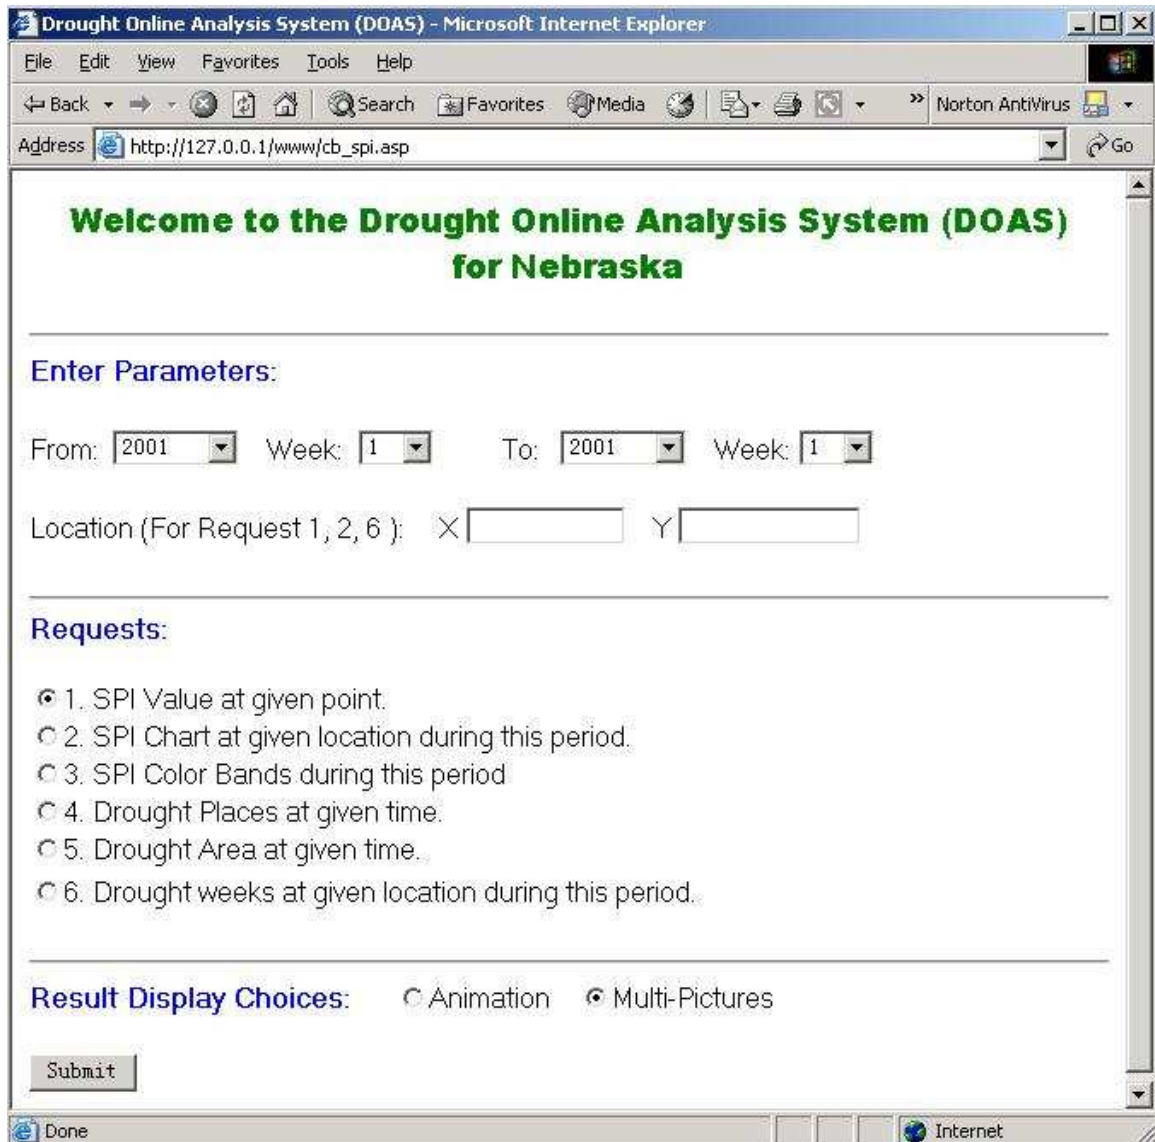 Drought Online Analysis System (DOAS) - Microsoft Internet Explorer
File Edit View Favorites Tools Help
Back Search Favorites Media » Norton AntiVirus
Address http://127.0.0.1/www/cb_spi.asp Go
Welcome to the Drought Online Analysis System (DOAS)
for Nebraska
Enter Parameters:
From: 2001 Week: 1 To: 2001 Week: 1
Location (For Request 1, 2, 6 ): X Y
Requests:
1. SPI Value at given point.
2. SPI Chart at given location during this period.
3. SPI Color Bands during this period
4. Drought Places at given time.
5. Drought Area at given time.
6. Drought weeks at given location during this period.
Result Display Choices: Animation Multi-Pictures
Submit
Done Internet